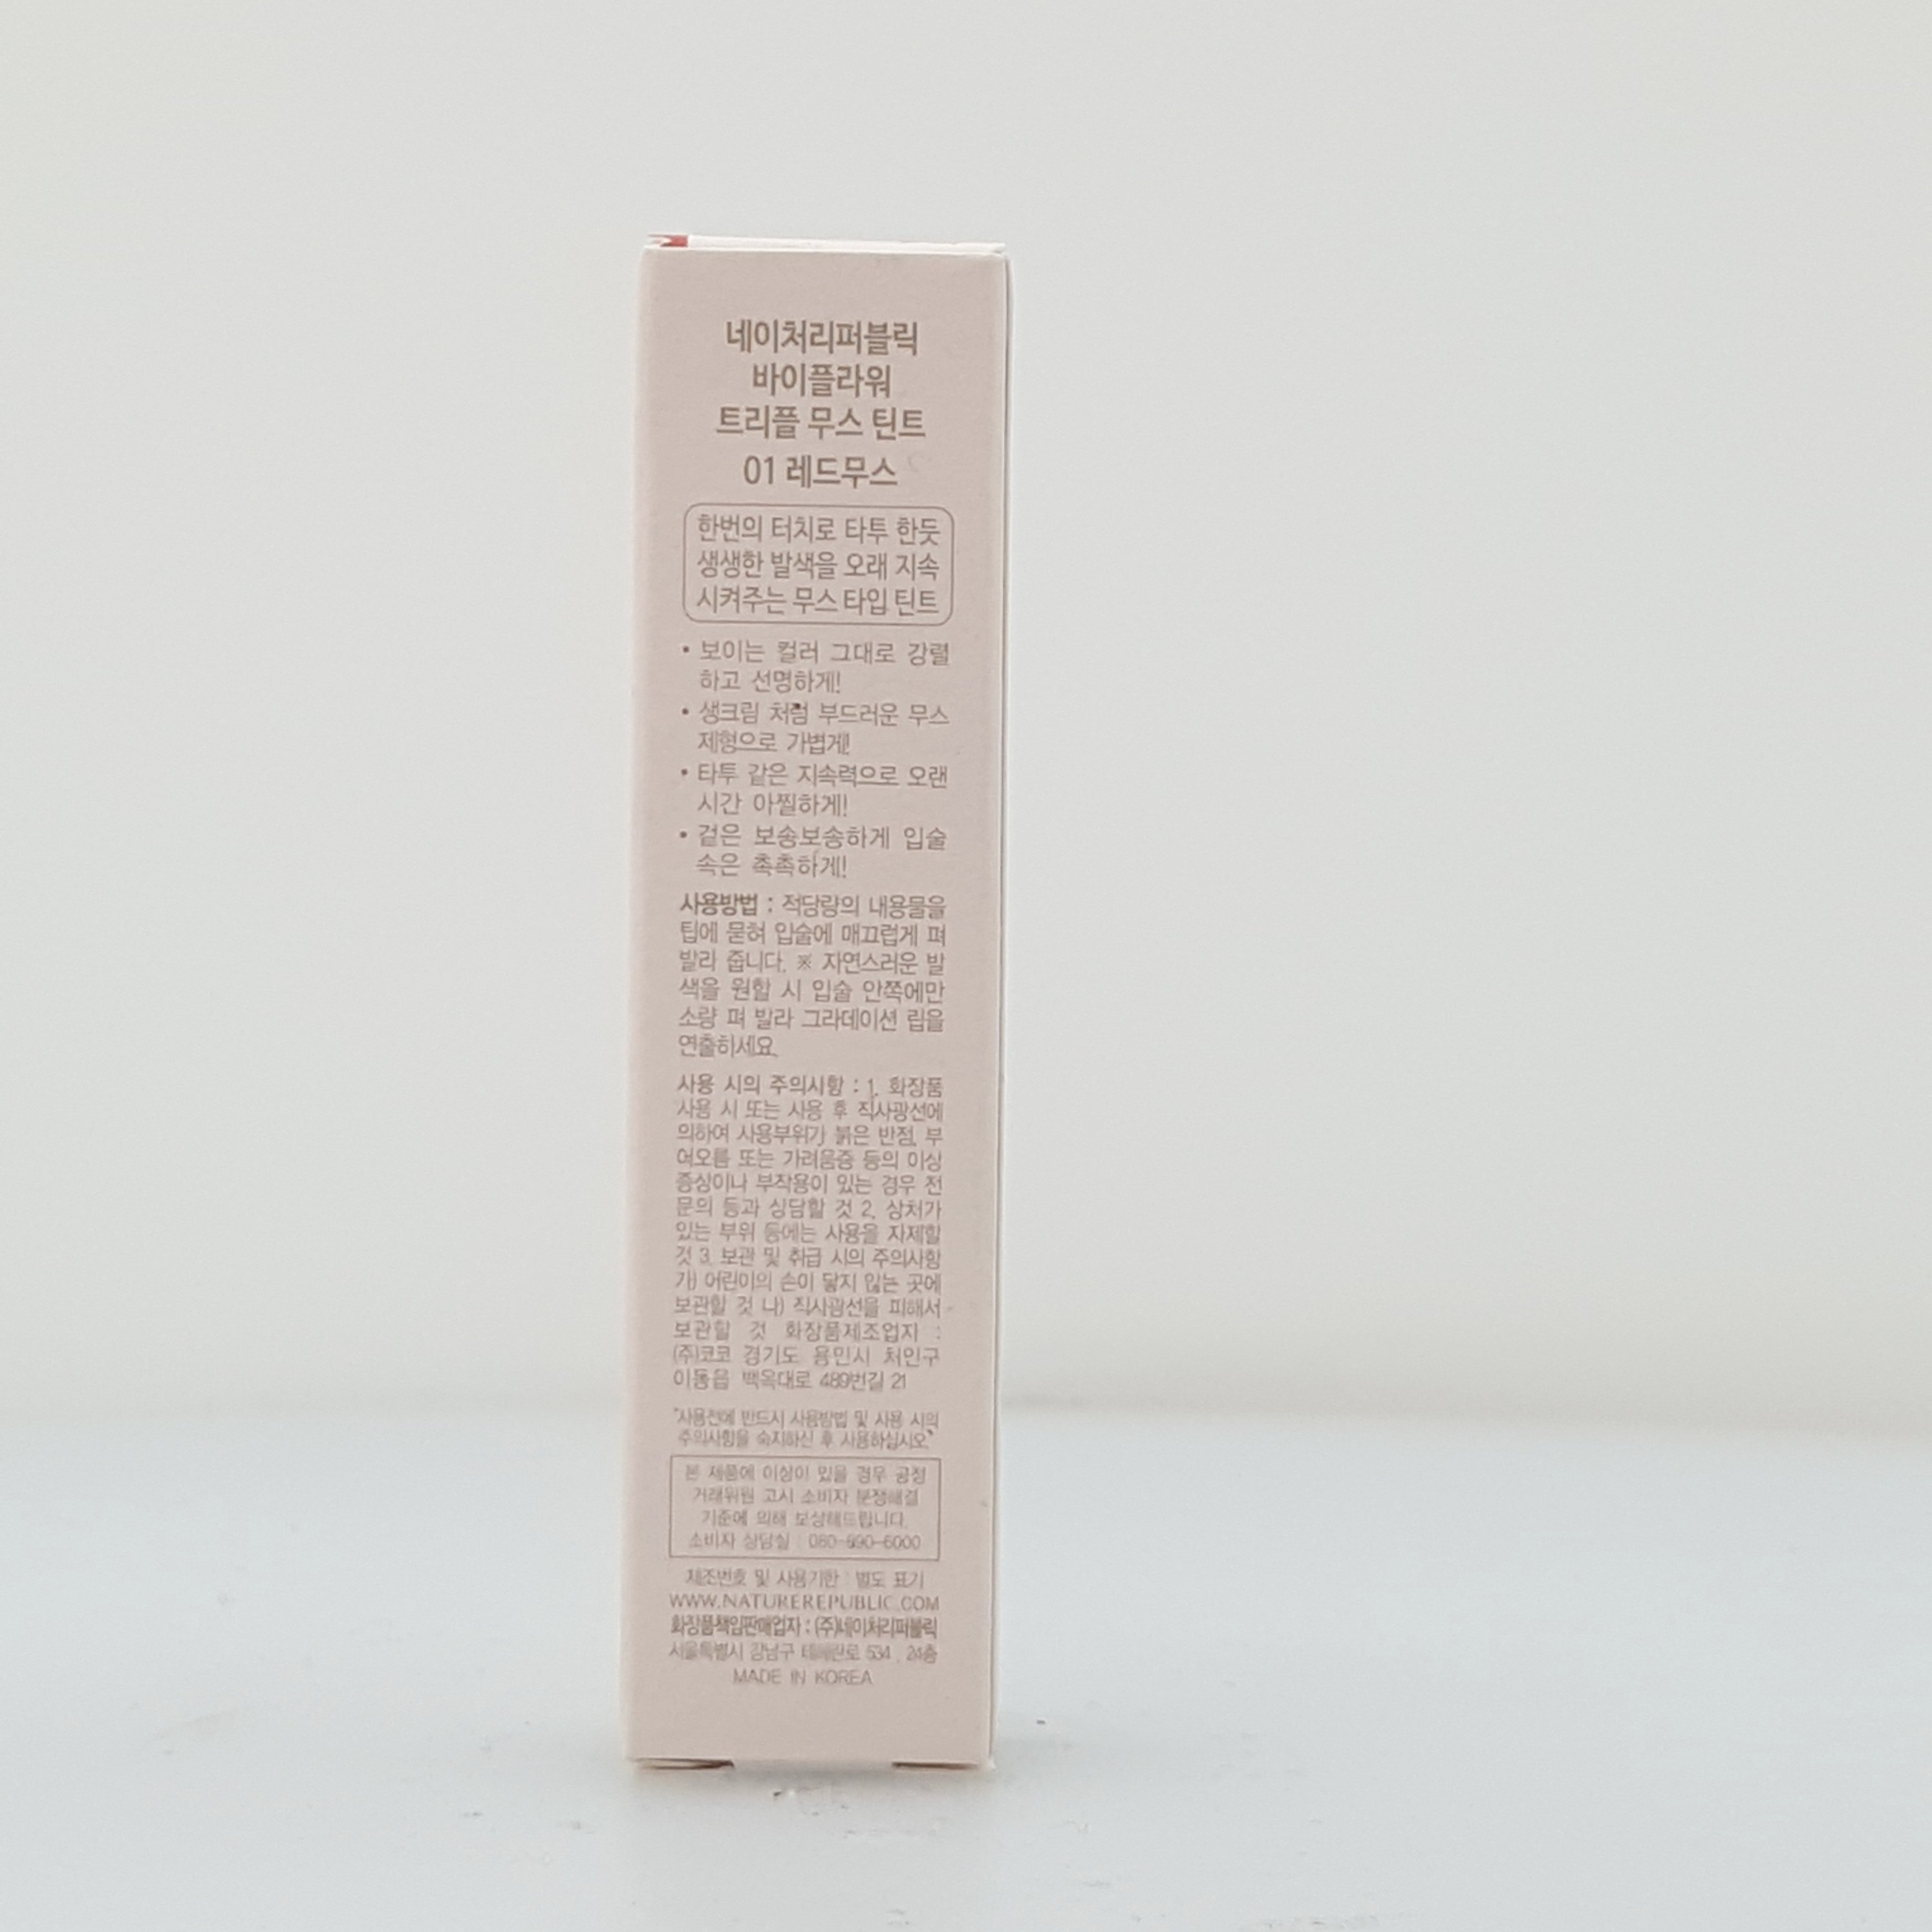 네이처리퍼블릭
바이플라워
트리플 무스 틴트
01 레드무스
한번의 터치로 타투 한듯
생생한 발색을 오래 지속
시켜주는 무스 타입 틴트
• 보이는 컬러 그대로 강렬
하고 선명하게!
• 생크림 처럼 부드러운 무스
제형으로 가볍게!
• 타투 같은 지속력으로 오랜
시간 아찔하게!
• 겉은 보송보송하게 입술
속은 촉촉하게!
사용방법 : 적당량의 내용물을
팁에 묻혀 입술에 매끄럽게 펴
발라 줍니다. ※ 자연스러운 발
색을 원할 시 입술 안쪽에만
소량 펴 발라 그라데이션 립을
연출하세요.
사용 시의 주의사항 : 1. 화장품
사용 시 또는 사용 후 직사광선에
의하여 사용부위가 붉은 반점, 부
어오름 또는 가려움증 등의 이상
증상이나 부작용이 있는 경우 전
문의 등과 상담할 것 2. 상처가
있는 부위 등에는 사용을 자제할
것 3. 보관 및 취급 시의 주의사항
가) 어린이의 손이 닿지 않는 곳에
보관할 것 나) 직사광선을 피해서
보관할 것 화장품제조업자 :
(주)코코 경기도 용인시 처인구
이동읍 백옥대로 489번길 21
"사용전에 반드시 사용방법 및 사용 시의
주의사항을 숙지하신 후 사용하십시오"
본 제품에 이상이 있을 경우 공정
거래위원 고시 소비자 분쟁해결
기준에 의해 보상해드립니다.
소비자 상담실 : 080-890-6000
제조번호 및 사용기한 : 별도 표기
WWW.NATUREREPUBLIC.COM
화장품책임판매업자 : (주)네이처리퍼블릭
서울특별시 강남구 테헤란로 534 , 24층
MADE IN KOREA